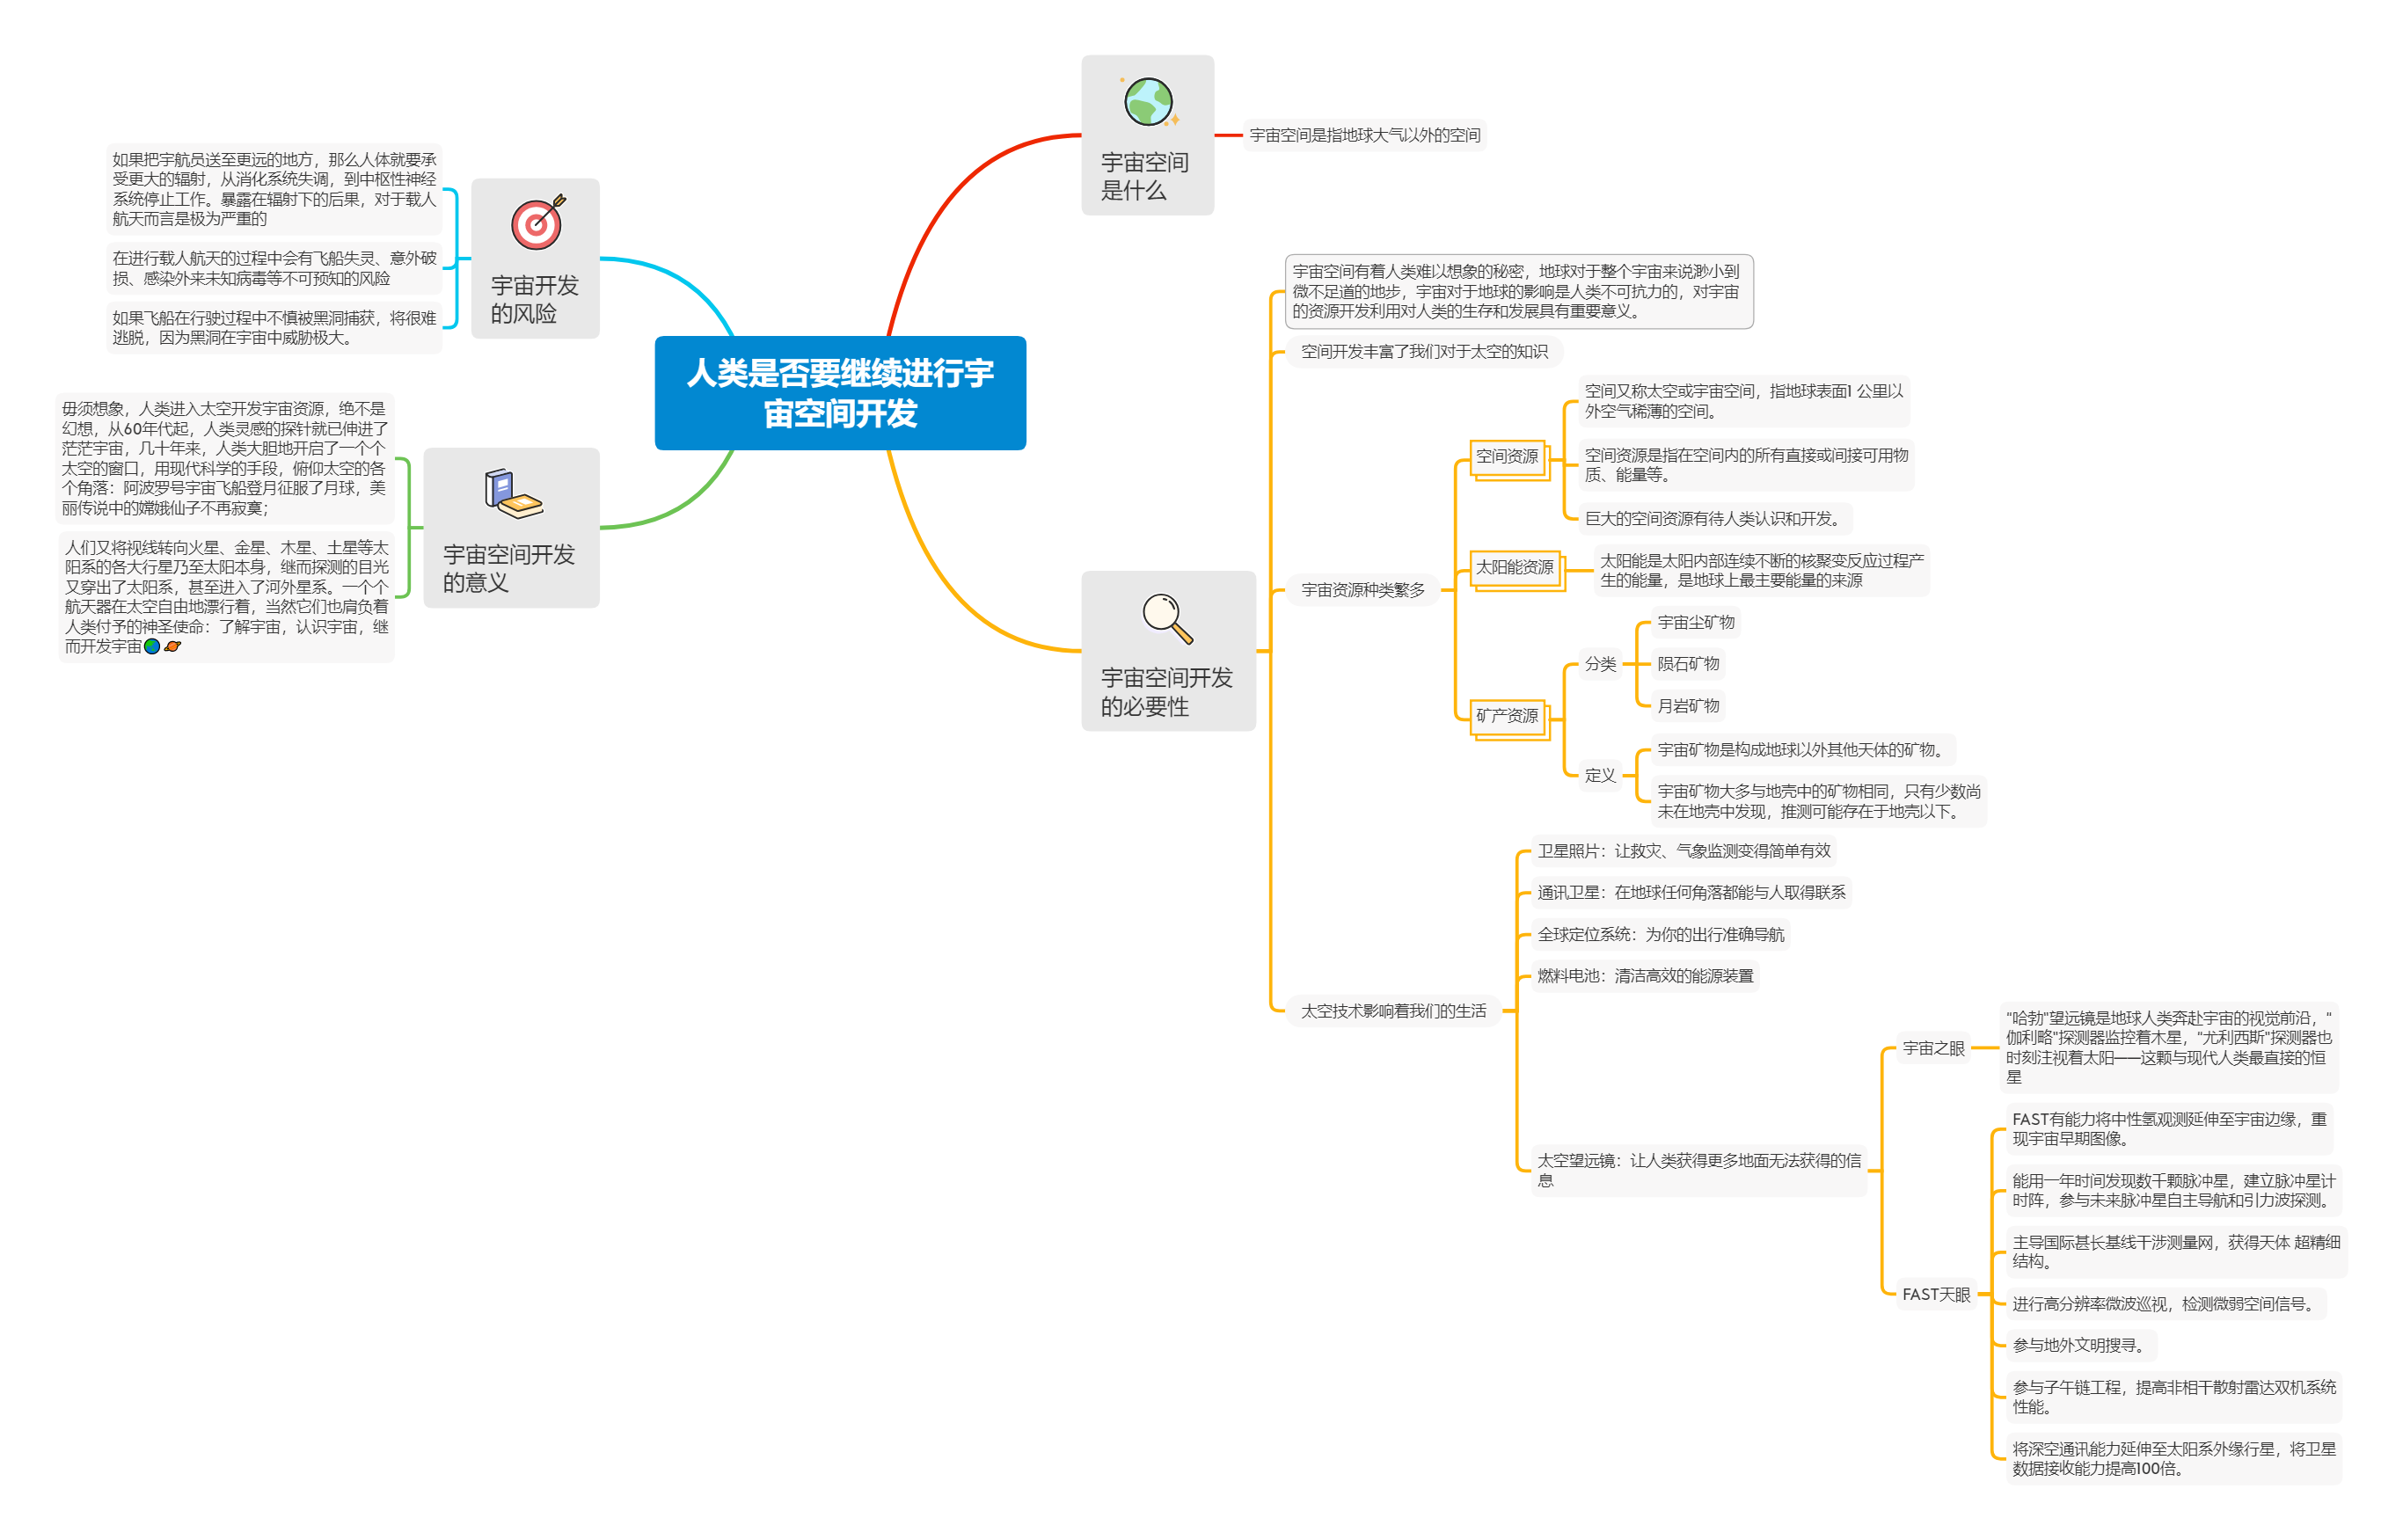 人类是否要继续进行宇
宙空间开发
宇宙空间
是什么
宇宙空间是指地球大气以外的空间
宇宙空间开发
的必要性
宇宙空间有着人类难以想象的秘密，地球对于整个宇宙来说渺小到
微不足道的地步，宇宙对于地球的影响是人类不可抗力的，对宇宙
的资源开发利用对人类的生存和发展具有重要意义。
空间开发丰富了我们对于太空的知识
宇宙资源种类繁多
空间资源
空间又称太空或宇宙空间，指地球表面1 公里以
外空气稀薄的空间。
空间资源是指在空间内的所有直接或间接可用物
质、能量等。
巨大的空间资源有待人类认识和开发。
太阳能资源
太阳能是太阳内部连续不断的核聚变反应过程产
生的能量，是地球上最主要能量的来源
矿产资源
分类
宇宙尘矿物
陨石矿物
月岩矿物
定义
宇宙矿物是构成地球以外其他天体的矿物。
宇宙矿物大多与地壳中的矿物相同，只有少数尚
未在地壳中发现，推测可能存在于地壳以下。
太空技术影响着我们的生活
卫星照片：让救灾、气象监测变得简单有效
通讯卫星：在地球任何角落都能与人取得联系
全球定位系统：为你的出行准确导航
燃料电池：清洁高效的能源装置
太空望远镜：让人类获得更多地面无法获得的信
息
宇宙之眼
"哈勃"望远镜是地球人类奔赴宇宙的视觉前沿，"
伽利略"探测器监控着木星，"尤利西斯"探测器也
时刻注视着太阳——这颗与现代人类最直接的恒
星
FAST天眼
FAST有能力将中性氢观测延伸至宇宙边缘，重
现宇宙早期图像。
能用一年时间发现数千颗脉冲星，建立脉冲星计
时阵，参与未来脉冲星自主导航和引力波探测。
主导国际甚长基线干涉测量网，获得天体 超精细
结构。
进行高分辨率微波巡视，检测微弱空间信号。
参与地外文明搜寻。
参与子午链工程，提高非相干散射雷达双机系统
性能。
将深空通讯能力延伸至太阳系外缘行星，将卫星
数据接收能力提高100倍。
宇宙开发
的风险
如果把宇航员送至更远的地方，那么人体就要承
受更大的辐射，从消化系统失调，到中枢性神经
系统停止工作。暴露在辐射下的后果，对于载人
航天而言是极为严重的
在进行载人航天的过程中会有飞船失灵、意外破
损、感染外来未知病毒等不可预知的风险
如果飞船在行驶过程中不慎被黑洞捕获，将很难
逃脱，因为黑洞在宇宙中威胁极大。
宇宙空间开发
的意义
毋须想象，人类进入太空开发宇宙资源，绝不是
幻想，从60年代起，人类灵感的探针就已伸进了
茫茫宇宙，几十年来，人类大胆地开启了一个个
太空的窗口，用现代科学的手段，俯仰太空的各
个角落：阿波罗号宇宙飞船登月征服了月球，美
丽传说中的嫦娥仙子不再寂寞；
人们又将视线转向火星、金星、木星、土星等太
阳系的各大行星乃至太阳本身，继而探测的目光
又穿出了太阳系，甚至进入了河外星系。一个个
航天器在太空自由地漂行着，当然它们也肩负着
人类付予的神圣使命：了解宇宙，认识宇宙，继
而开发宇宙🌏🪐